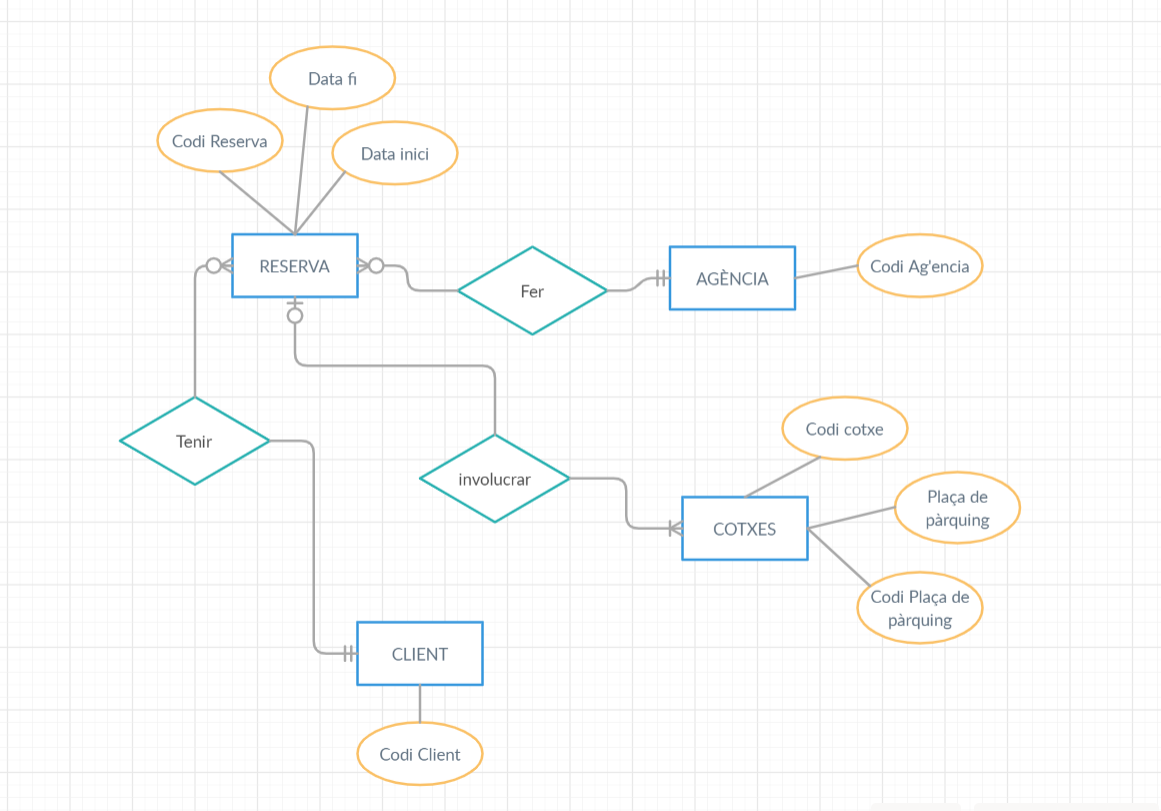 Data fi
Codi Reserva
Data inici
RESERVA
Fer
AGÈNCIA
Codi Ag'encia
Tenir
involucrar
Codi cotxe
Plaça de
pàrquing
COTXES
Codi Plaça de
pàrquing
CLIENT
Codi Client